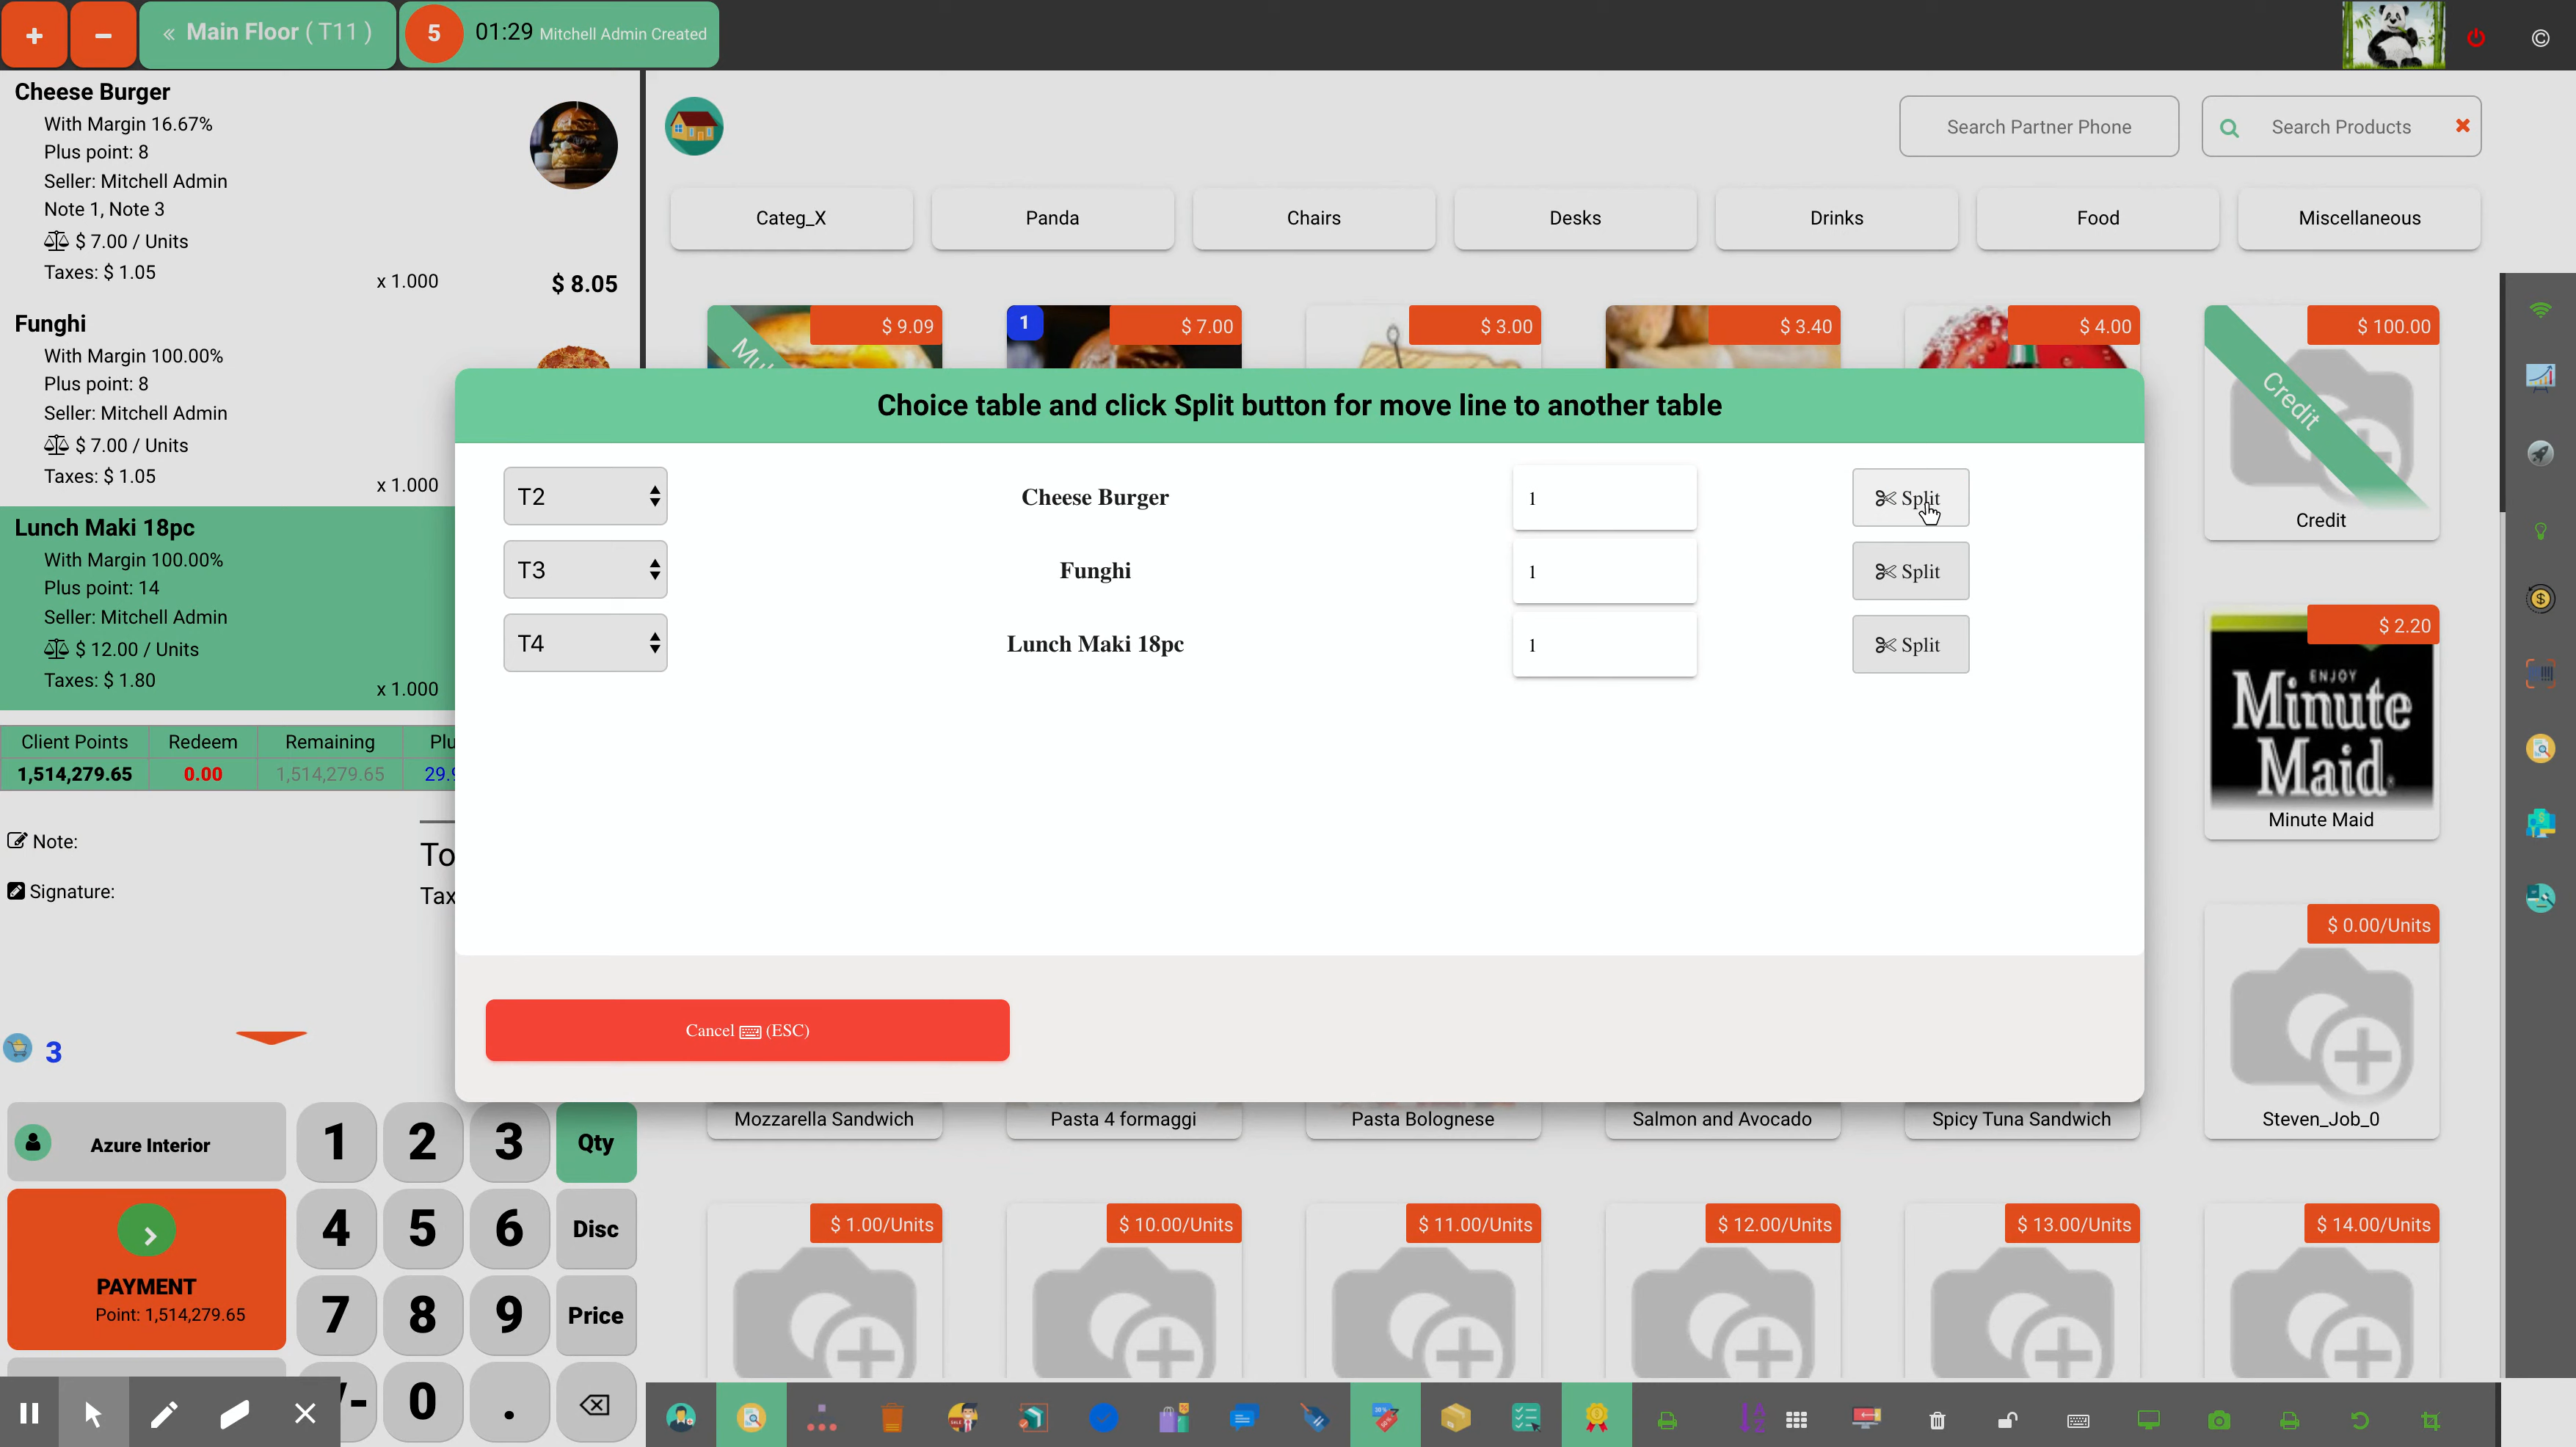 +
−
« Main Floor ( T11 )
5
01:29 Mitchell Admin Created
©
Cheese Burger
With Margin 16.67%
Plus point: 8
Seller: Mitchell Admin
Note 1, Note 3
$ 7.00 / Units
Taxes: $ 1.05
x 1.000
$ 8.05
Funghi
With Margin 100.00%
Plus point: 8
Seller: Mitchell Admin
$ 7.00 / Units
Taxes: $ 1.05
x 1.000
Lunch Maki 18pc
With Margin 100.00%
Plus point: 14
Seller: Mitchell Admin
$ 12.00 / Units
Taxes: $ 1.80
x 1.000
Client Points Redeem Remaining Plu
1,514,279.65 0.00 1,514,279.65 29.9
Note:
To
Signature:
Tax
3
Azure Interior
1 2 3 Qty
4 5 6 Disc
PAYMENT
Point: 1,514,279.65
7 8 9 Price
- 0 .
Search Partner Phone
Search Products
Categ_X Panda Chairs Desks Drinks Food Miscellaneous
$ 9.09
1
$ 7.00
$ 3.00
$ 3.40
$ 4.00
$ 100.00
Mul
Credit
Credit
Choice table and click Split button for move line to another table
T2 Cheese Burger 1 Split
T3 Funghi 1 Split
T4 Lunch Maki 18pc 1 Split
Cancel (ESC)
$ 2.20
ENJOY
Minute
Maid
Minute Maid
$ 0.00/Units
Mozzarella Sandwich
Pasta 4 formaggi
Pasta Bolognese
Salmon and Avocado
Spicy Tuna Sandwich
Steven_Job_0
$ 1.00/Units
$ 10.00/Units
$ 11.00/Units
$ 12.00/Units
$ 13.00/Units
$ 14.00/Units